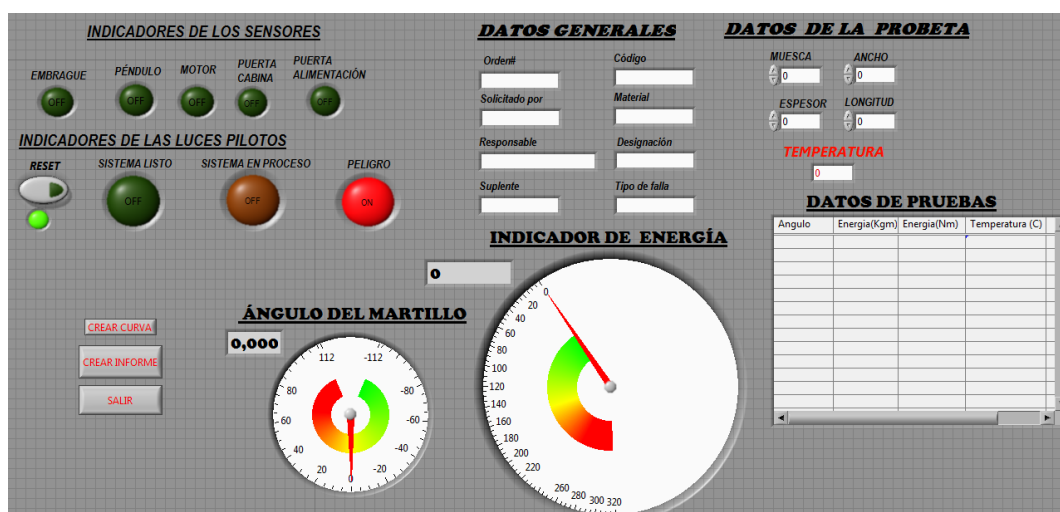 INDICADORES DE LOS SENSORES
EMBRAGUE
PÉNDULO
MOTOR
PUERTA
CABINA
PUERTA
ALIMENTACIÓN
OFF
OFF
OFF
OFF
OFF
INDICADORES DE LAS LUCES PILOTOS
RESET
SISTEMA LISTO
SISTEMA EN PROCESO
PELIGRO
OFF
OFF
ON
DATOS GENERALES
Orden#
Código
Solicitado por
Material
Responsable
Designación
Suplente
Tipo de falla
DATOS DE LA PROBETA
MUESCA
ANCHO
0
0
ESPESOR
LONGITUD
0
0
TEMPERATURA
0
DATOS DE PRUEBAS
Angulo Energia(Kgm) Energia(Nm) Temperatura (C)
INDICADOR DE ENERGÍA
0
0
20
40
60
80
100
120
140
160
180
200
220
260
280
300
320
ÁNGULO DEL MARTILLO
0,000
112
-112
80
-80
60
-60
40
-40
20
-20
0
CREAR CURVA
CREAR INFORME
SALIR